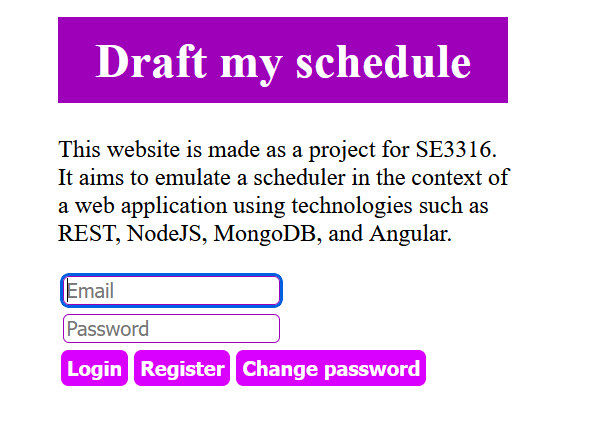 Draft my schedule
This website is made as a project for SE3316.
It aims to emulate a scheduler in the context of
a web application using technologies such as
REST, NodeJS, MongoDB, and Angular.
Email
Password
Login Register Change password